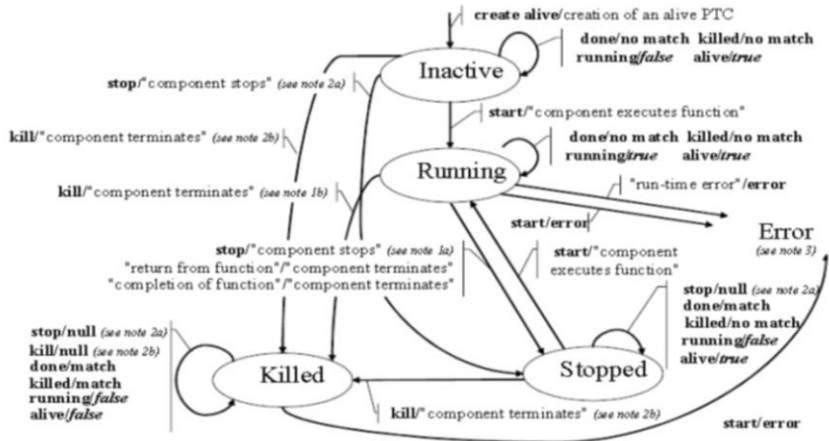 create alive/creation of an alive PTC
done/no match killed/no match
running/false alive/true
Inactive
stop/"component stops" (see note 2a)
start/"component executes function"
kill/"component terminates" (see note 2b)
done/no match killed/no match
running/true alive/true
Running
kill/"component terminates" (see note 1b)
"run-time error"/error
start/error
Error
(see note 3)
stop/"component stops" (see note 1a)
"return from function"/"component terminates"
"completion of function"/"component terminates"
start/"component
executes function"
stop/null (see note 2a)
done/match
killed/no match
running/false
alive/true
stop/null (see note 2a)
kill/null (see note 2b)
done/match
killed/match
running/false
alive/false
Killed
Stopped
kill/"component terminates" (see note 2b)
start/error